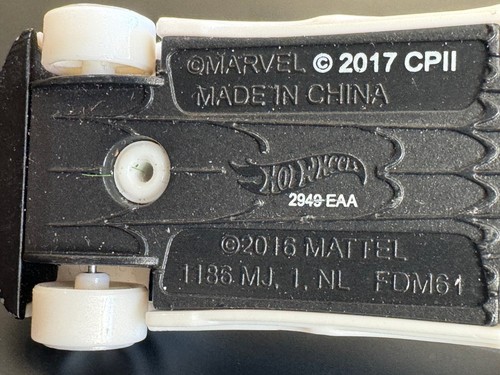 ©MARVEL © 2017 CPII
MADE IN CHINA
HOT WHEELS
2949 EAA
©2016 MATTEL
1186 MJ, 1, NL FDM61